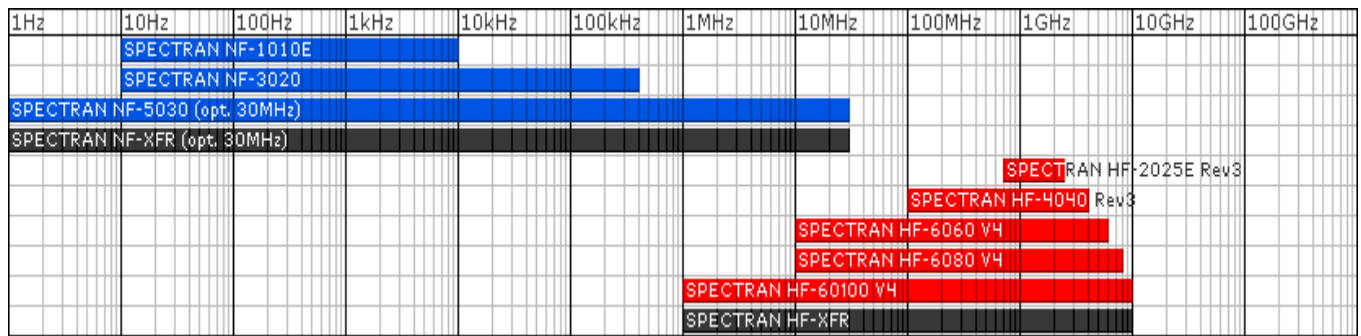 1Hz 10Hz 100Hz 1kHz 10kHz 100kHz 1MHz 10MHz 100MHz 1GHz 10GHz 100GHz
SPECTRAN NF-1010E
SPECTRAN NF-3020
SPECTRAN NF-5030 (opt. 30MHz)
SPECTRAN NF-XFR (opt. 30MHz)
SPECTRAN HF-2025E Rev3
SPECTRAN HF-4040 Rev3
SPECTRAN HF-6060 V4
SPECTRAN HF-6080 V4
SPECTRAN HF-60100 V4
SPECTRAN HF-XFR